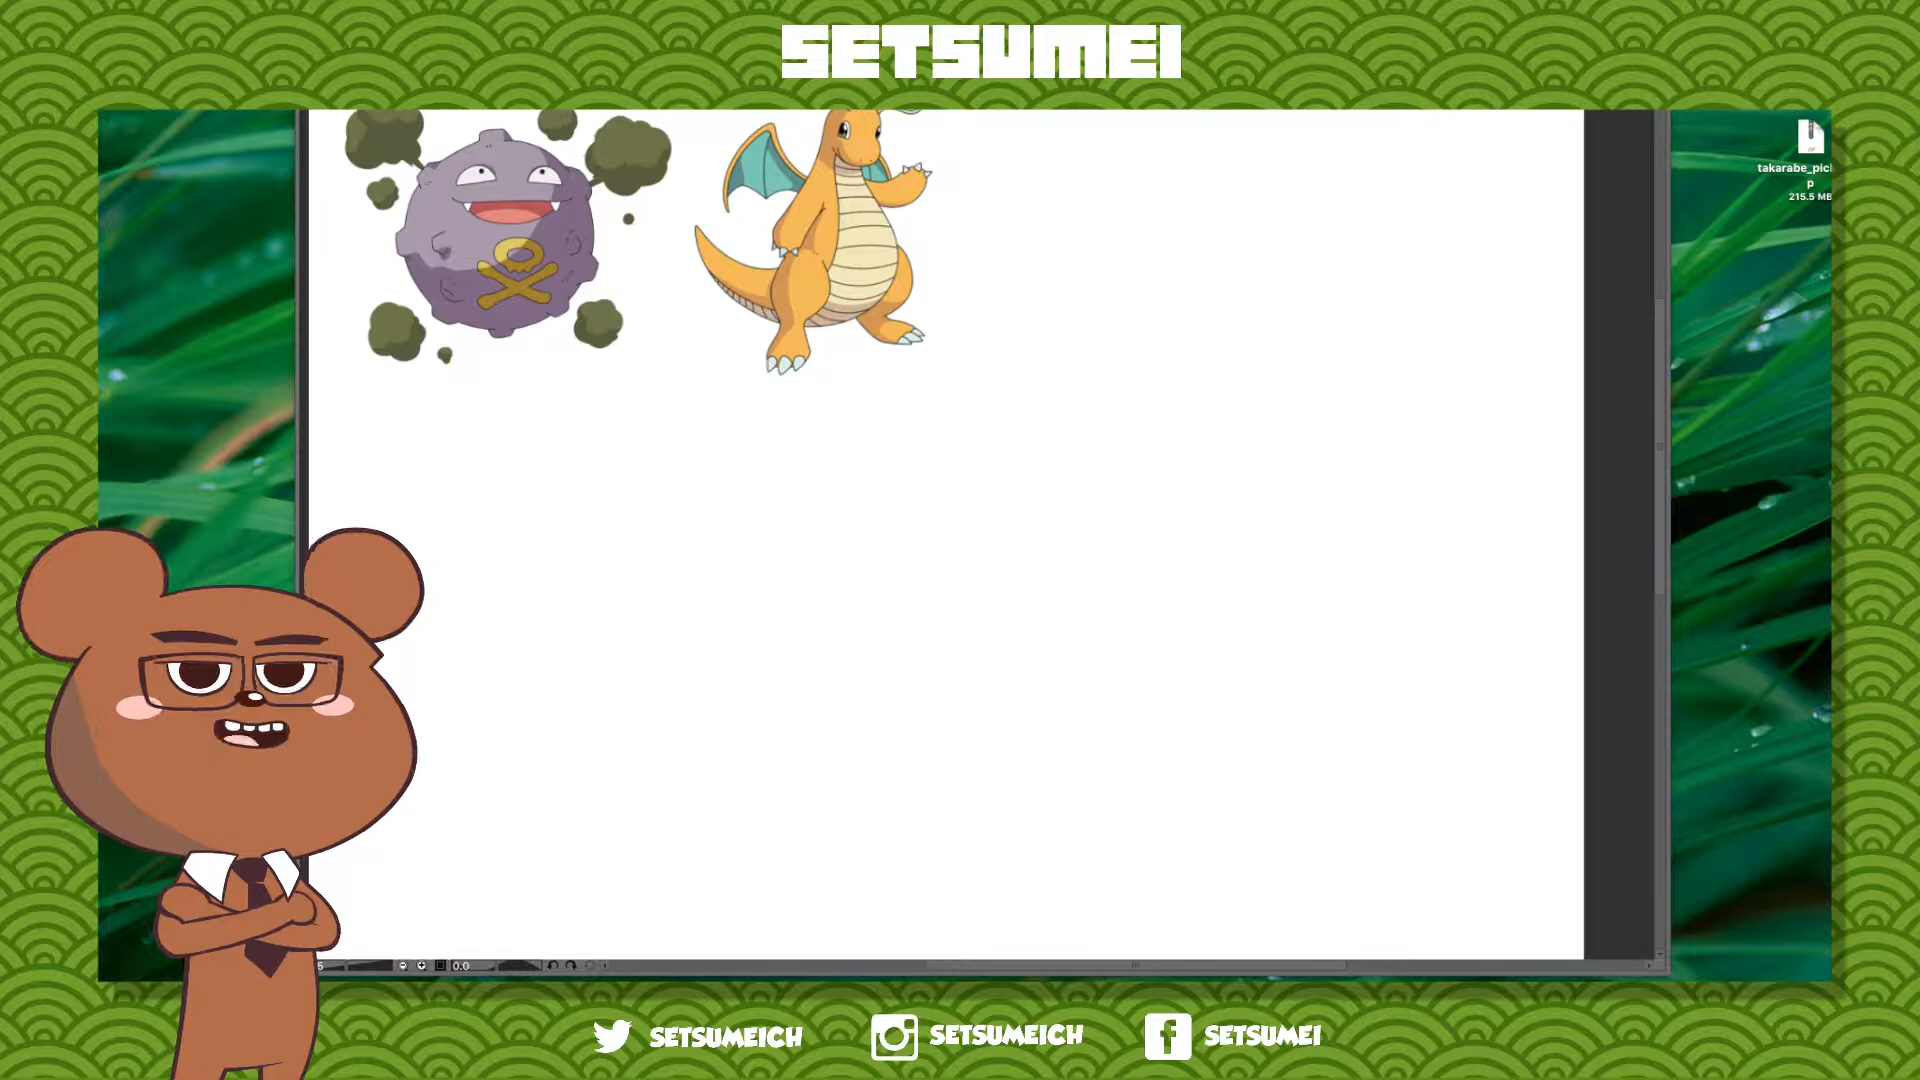 SETSUMEI
takarabe_pic
p
215.5 MB
0.0
SETSUMEICH
SETSUMEICH
SETSUMEI